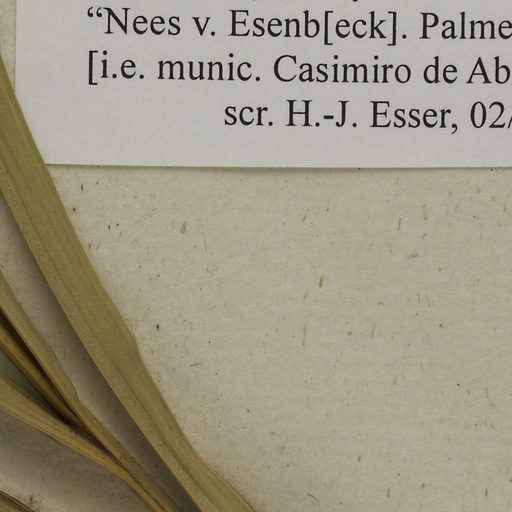 “Nees v. Esenb[eck]. Palme
[i.e. munic. Casimiro de Ab
scr. H.-J. Esser, 02/